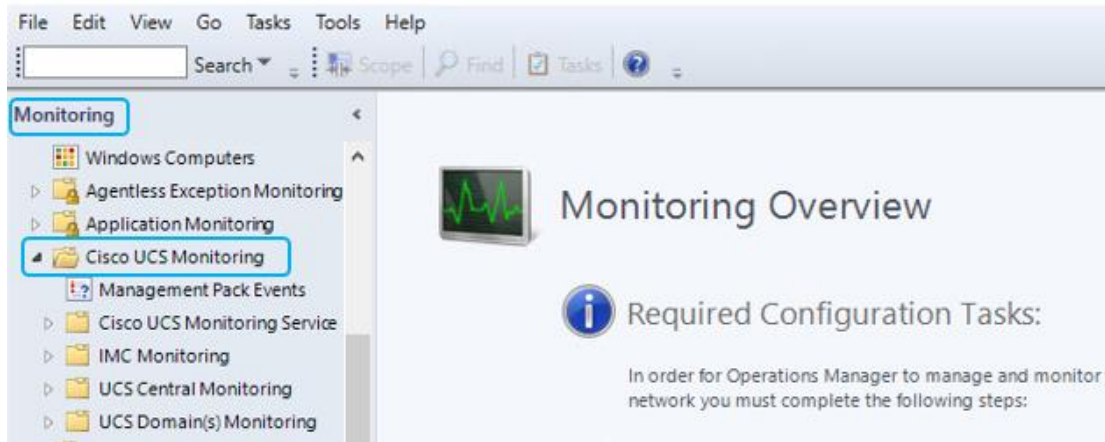 File Edit View Go Tasks Tools Help
Search Scope Find Tasks
Monitoring
Windows Computers
Agentless Exception Monitoring
Application Monitoring
Cisco UCS Monitoring
Management Pack Events
Cisco UCS Monitoring Service
IMC Monitoring
UCS Central Monitoring
UCS Domain(s) Monitoring
Monitoring Overview
Required Configuration Tasks:
In order for Operations Manager to manage and monitor
network you must complete the following steps: